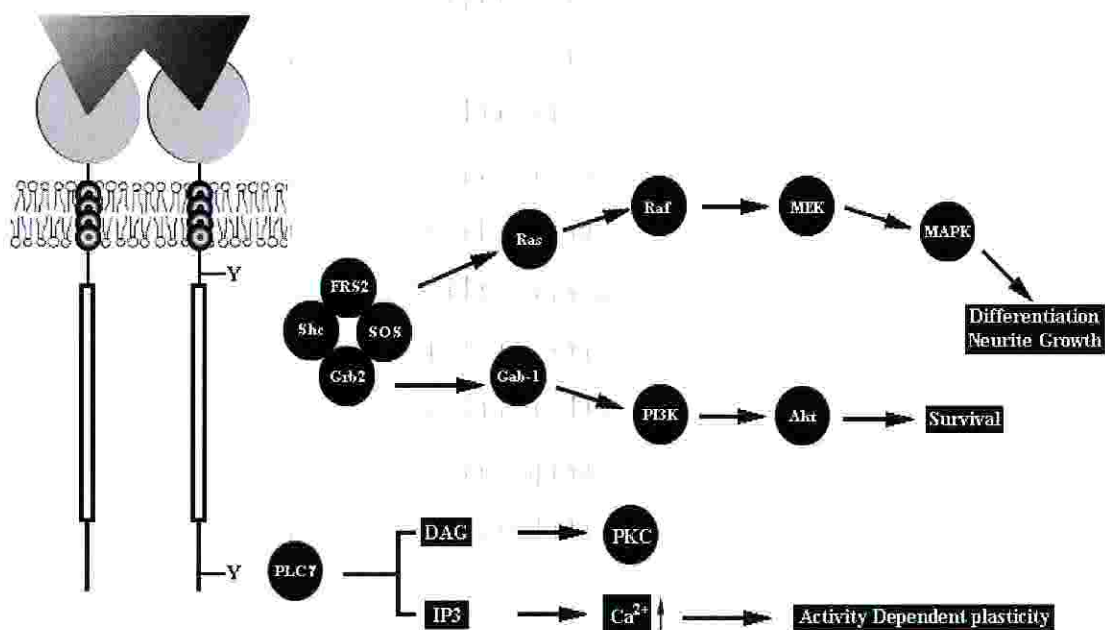 Raf
MEK
MAPK
Ras
Y
FRS2
Shc
SOS
Grb2
Differentiation
Neurite Growth
Gab-1
PI3K
Akt
Survival
DAG
PKC
Y
PLCγ
IP3
Ca²⁺
Activity Dependent plasticity